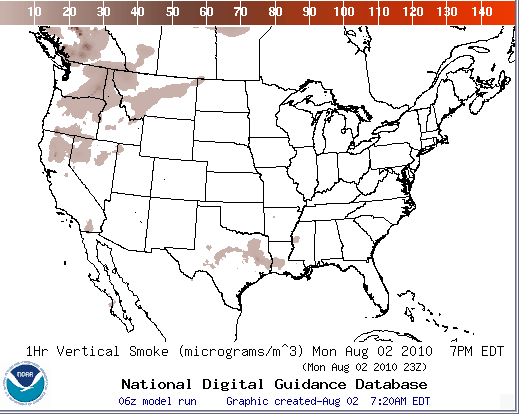 10 20 30 40 50 60 70 80 90 100 110 120 130 140
1Hr Vertical Smoke (micrograms/m^3) Mon Aug 02 2010 7PM EDT
(Mon Aug 02 2010 23Z)
NOAA
National Digital Guidance Database
06z model run Graphic created-Aug 02 7:20AM EDT